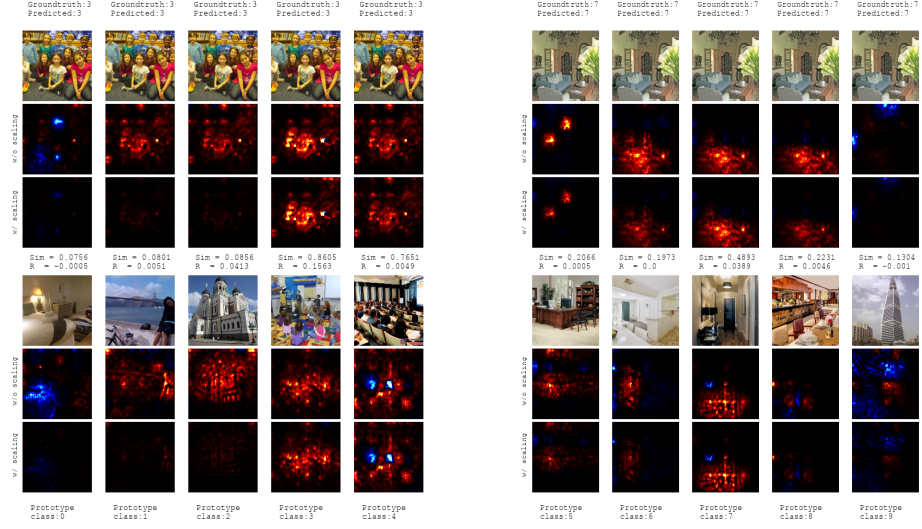 Groundtruth:3 Groundtruth:3 Groundtruth:3 Groundtruth:3 Groundtruth:3 Groundtruth:7 Groundtruth:7 Groundtruth:7 Groundtruth:7 Groundtruth:7
Predicted:3 Predicted:3 Predicted:3 Predicted:3 Predicted:3 Predicted:7 Predicted:7 Predicted:7 Predicted:7 Predicted:7
w/o scaling w/o scaling
w/ scaling w/ scaling
Sim = 0.0756 Sim = 0.0801 Sim = 0.0856 Sim = 0.8605 Sim = 0.7651 Sim = 0.2066 Sim = 0.1973 Sim = 0.4893 Sim = 0.2231 Sim = 0.1304
R = -0.0005 R = 0.0051 R = 0.0413 R = 0.1563 R = 0.0049 R = 0.0005 R = 0.0 R = 0.0389 R = 0.0046 R = 0.0001
w/o scaling w/o scaling
w/ scaling w/ scaling
Prototype Prototype Prototype Prototype Prototype Prototype Prototype Prototype Prototype Prototype
class:0 class:1 class:2 class:3 class:4 class:5 class:6 class:7 class:8 class:9